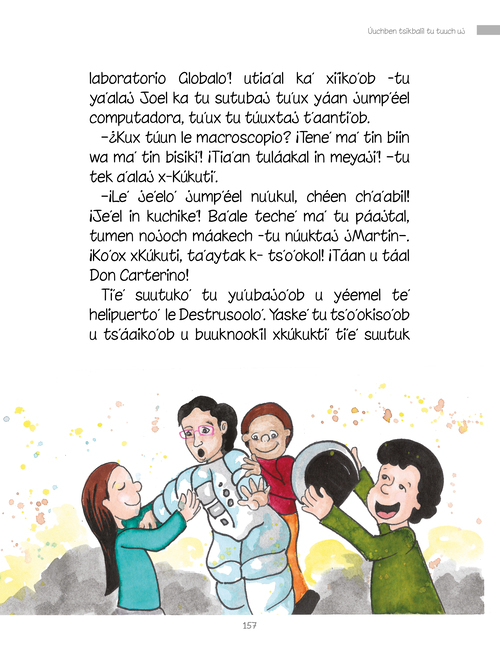 Úuchben tsikbalil tu tuuch uj
laboratorio Globalo'! utia'al ka' xíiko'ob -tu
ya'alaj Joel ka tu sutubaj tu'ux yáan jump'éel
computadora, tu'ux tu túuxtaj t'aanti'ob.
–¿Kux túun le macroscopio? ¡Tene' ma' tin biin
wa ma' tin bisiki'! ¡Tia'an tuláakal in meyaji'! –tu
tek a'alaj x-Kúkuti'.
–¡Le' je'elo' jump'éel nu'ukul, chéen ch'a'abil!
¡Je'el in kuchike'! Ba'ale teche' ma' tu páajtal,
tumen nojoch máakech -tu núuktaj jMartin–.
¡Ko'ox xKúkuti, ta'aytak k- ts'o'okol! ¡Táan u táal
Don Carterino!
Ti'e' suutuko' tu yu'ubajo'ob u yéemel te'
helipuerto' le Destrusoolo'. Yaske' tu ts'o'okiso'ob
u ts'áaiko'ob u buuknookil xkúkukti' ti'e' suutuk
157